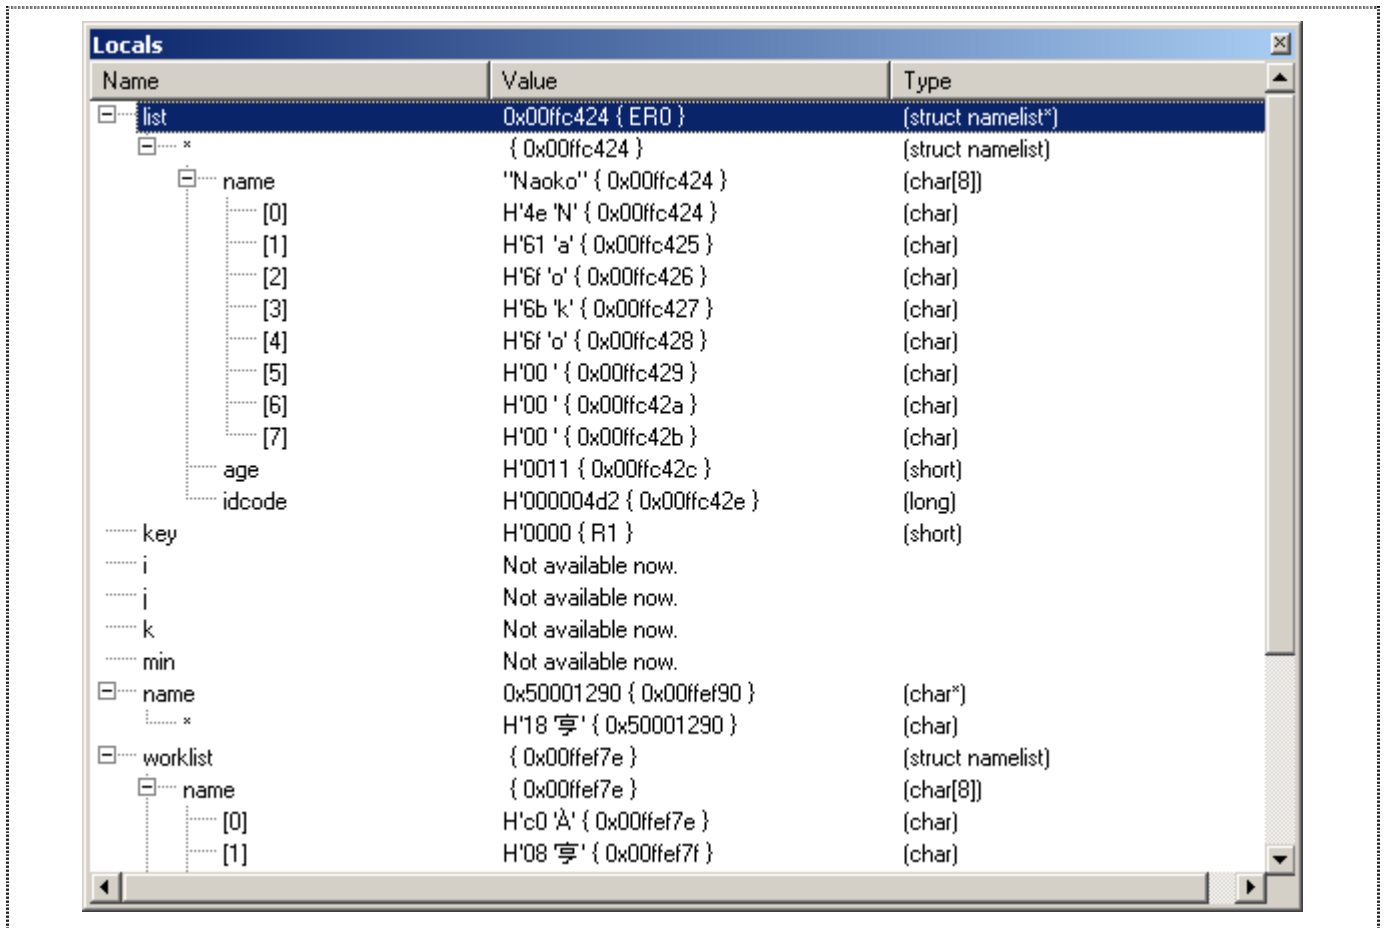 Locals
Name Value Type
list 0x00ffc424 { ER0 } (struct namelist*)
* { 0x00ffc424 } (struct namelist)
name "Naoko" { 0x00ffc424 } (char[8])
[0] H'4e 'N' { 0x00ffc424 } (char)
[1] H'61 'a' { 0x00ffc425 } (char)
[2] H'6f 'o' { 0x00ffc426 } (char)
[3] H'6b 'k' { 0x00ffc427 } (char)
[4] H'6f 'o' { 0x00ffc428 } (char)
[5] H'00 ' { 0x00ffc429 } (char)
[6] H'00 ' { 0x00ffc42a } (char)
[7] H'00 ' { 0x00ffc42b } (char)
age H'0011 { 0x00ffc42c } (short)
idcode H'000004d2 { 0x00ffc42e } (long)
key H'0000 { R1 } (short)
i Not available now.
j Not available now.
k Not available now.
min Not available now.
name 0x50001290 { 0x00ffef90 } (char*)
* H'18 '享' { 0x50001290 } (char)
worklist { 0x00ffef7e } (struct namelist)
name { 0x00ffef7e } (char[8])
[0] H'c0 'À' { 0x00ffef7e } (char)
[1] H'08 '享' { 0x00ffef7f } (char)